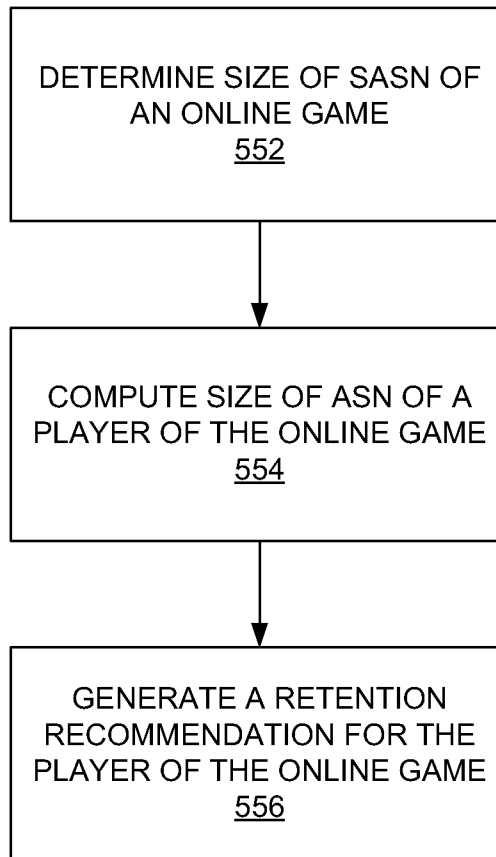 DETERMINE SIZE OF SASN OF
AN ONLINE GAME
552
COMPUTE SIZE OF ASN OF A
PLAYER OF THE ONLINE GAME
554
GENERATE A RETENTION
RECOMMENDATION FOR THE
PLAYER OF THE ONLINE GAME
556